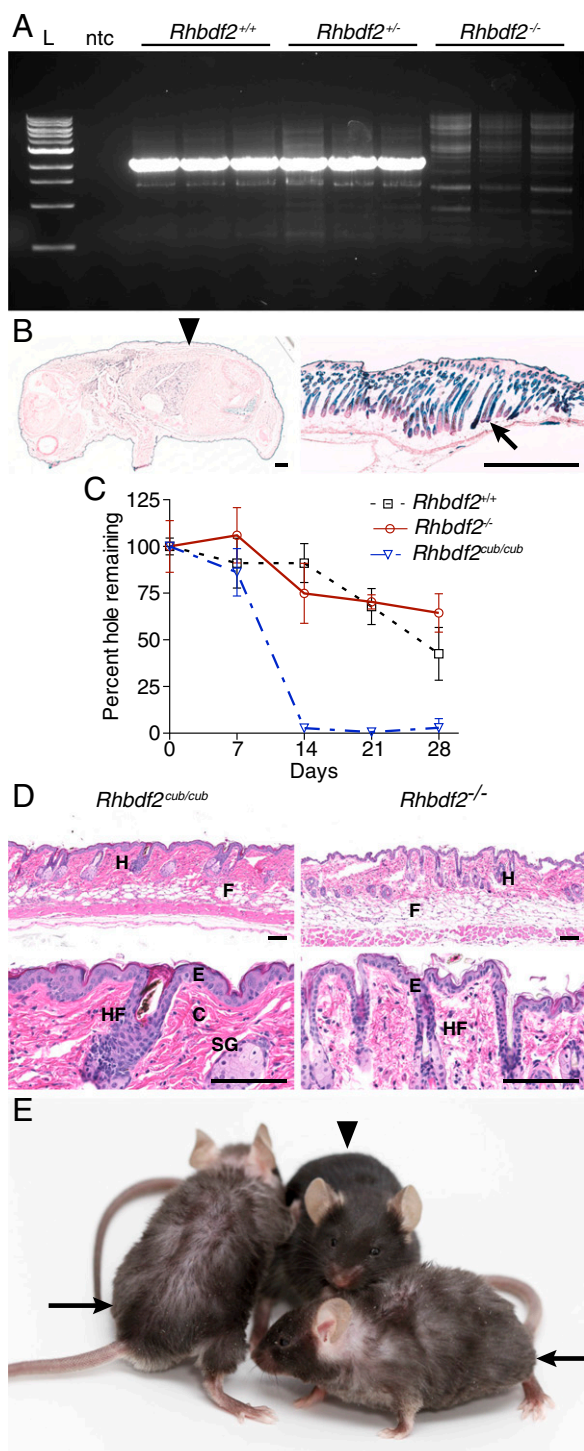 A
L ntc Rhbdf2+/+ Rhbdf2+/- Rhbdf2-/-
B
C
Percent hole remaining
125
100
75
50
25
0
0 7 14 21 28
Days
Rhbdf2+/+
Rhbdf2-/-
Rhbdf2cub/cub
D
Rhbdf2cub/cub Rhbdf2-/-
H
F
H
F
E
HF
C
SG
E
HF
E